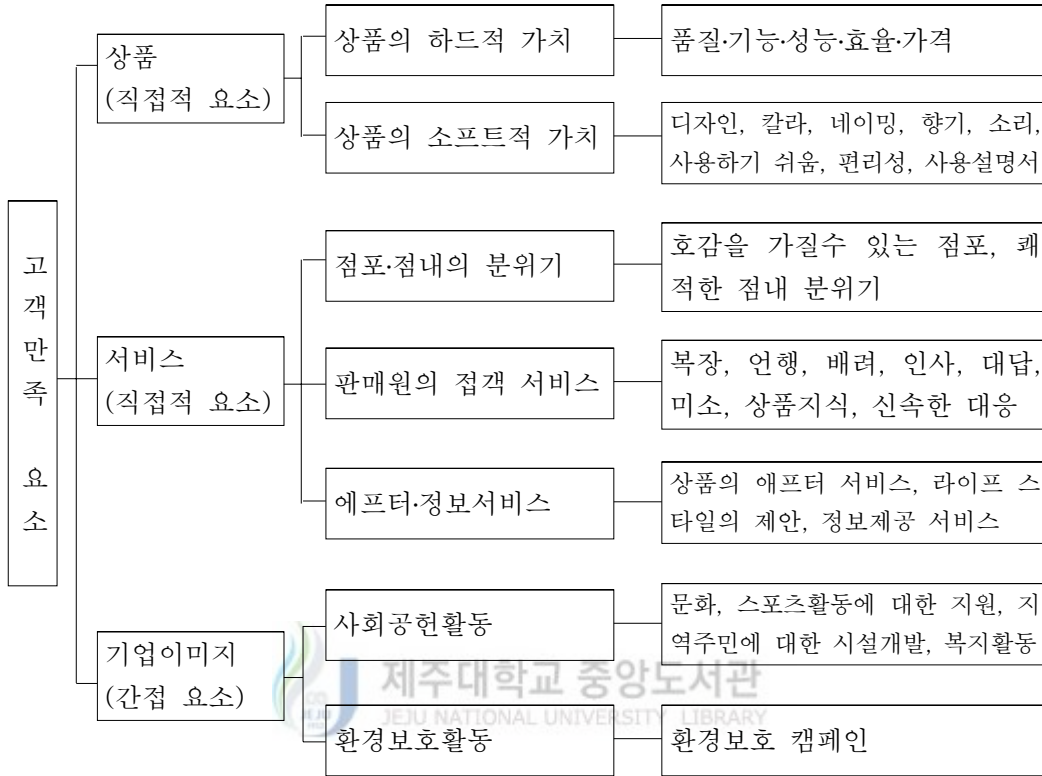 고객만족 요소
상품
(직접적 요소)
상품의 하드적 가치
품질·기능·성능·효율·가격
상품의 소프트적 가치
디자인, 칼라, 네이밍, 향기, 소리,
사용하기 쉬움, 편리성, 사용설명서
서비스
(직접적 요소)
점포·점내의 분위기
호감을 가질수 있는 점포, 쾌
적한 점내 분위기
판매원의 접객 서비스
복장, 언행, 배려, 인사, 대답,
미소, 상품지식, 신속한 대응
에프터·정보서비스
상품의 애프터 서비스, 라이프 스
타일의 제안, 정보제공 서비스
기업이미지
(간접 요소)
사회공헌활동
문화, 스포츠활동에 대한 지원, 지
역주민에 대한 시설개발, 복지활동
환경보호활동
환경보호 캠페인
제주대학교 중앙도서관
JEJU NATIONAL UNIVERSITY LIBRARY